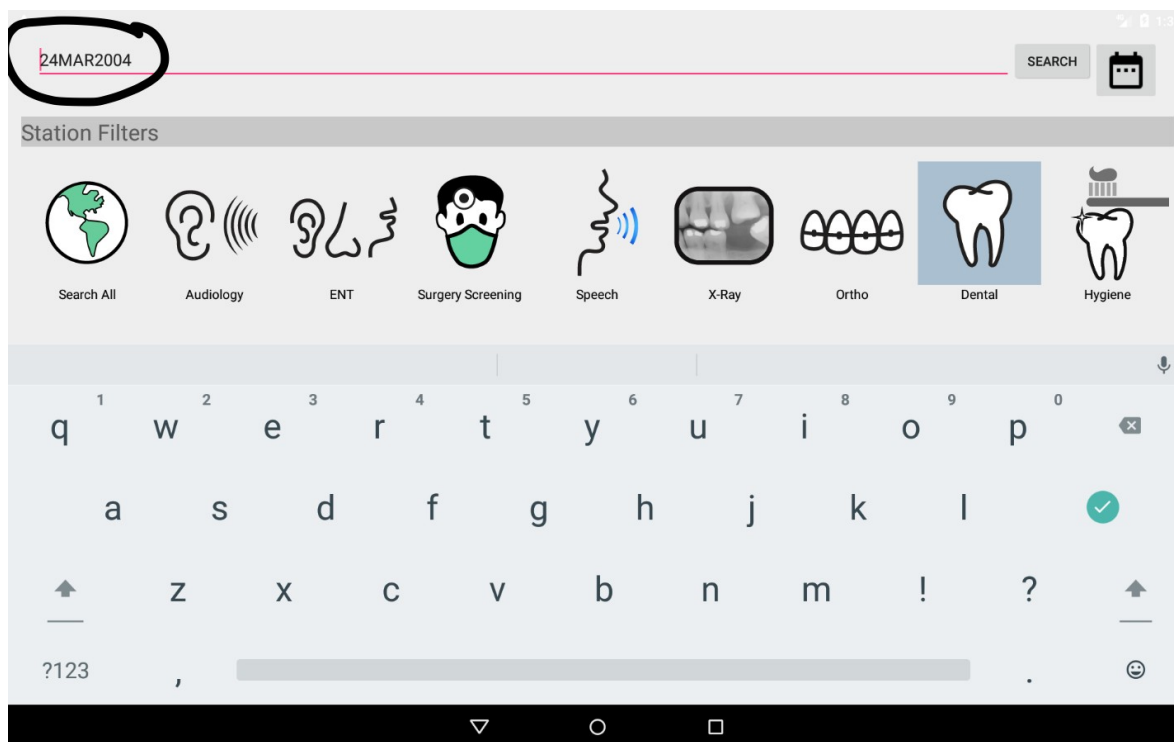 24MAR2004
SEARCH
Station Filters
Search All Audiology ENT Surgery Screening Speech X-Ray Ortho Dental Hygiene
1 2 3 4 5 6 7 8 9 0
q w e r t y u i o p
a s d f g h j k l
z x c v b n m ! ?
?123 , .